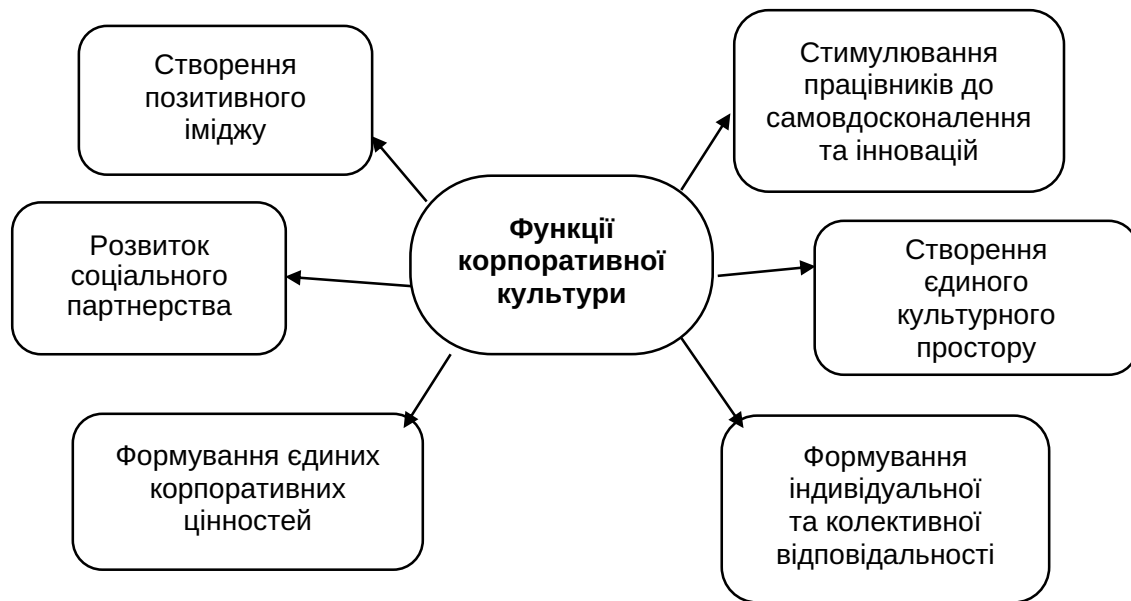 Створення
позитивного
іміджу
Стимулювання
працівників до
самовдосконалення
та інновацій
Функції
корпоративної
культури
Розвиток
соціального
партнерства
Створення
єдиного
культурного
простору
Формування єдиних
корпоративних
цінностей
Формування
індивідуальної
та колективної
відповідальності